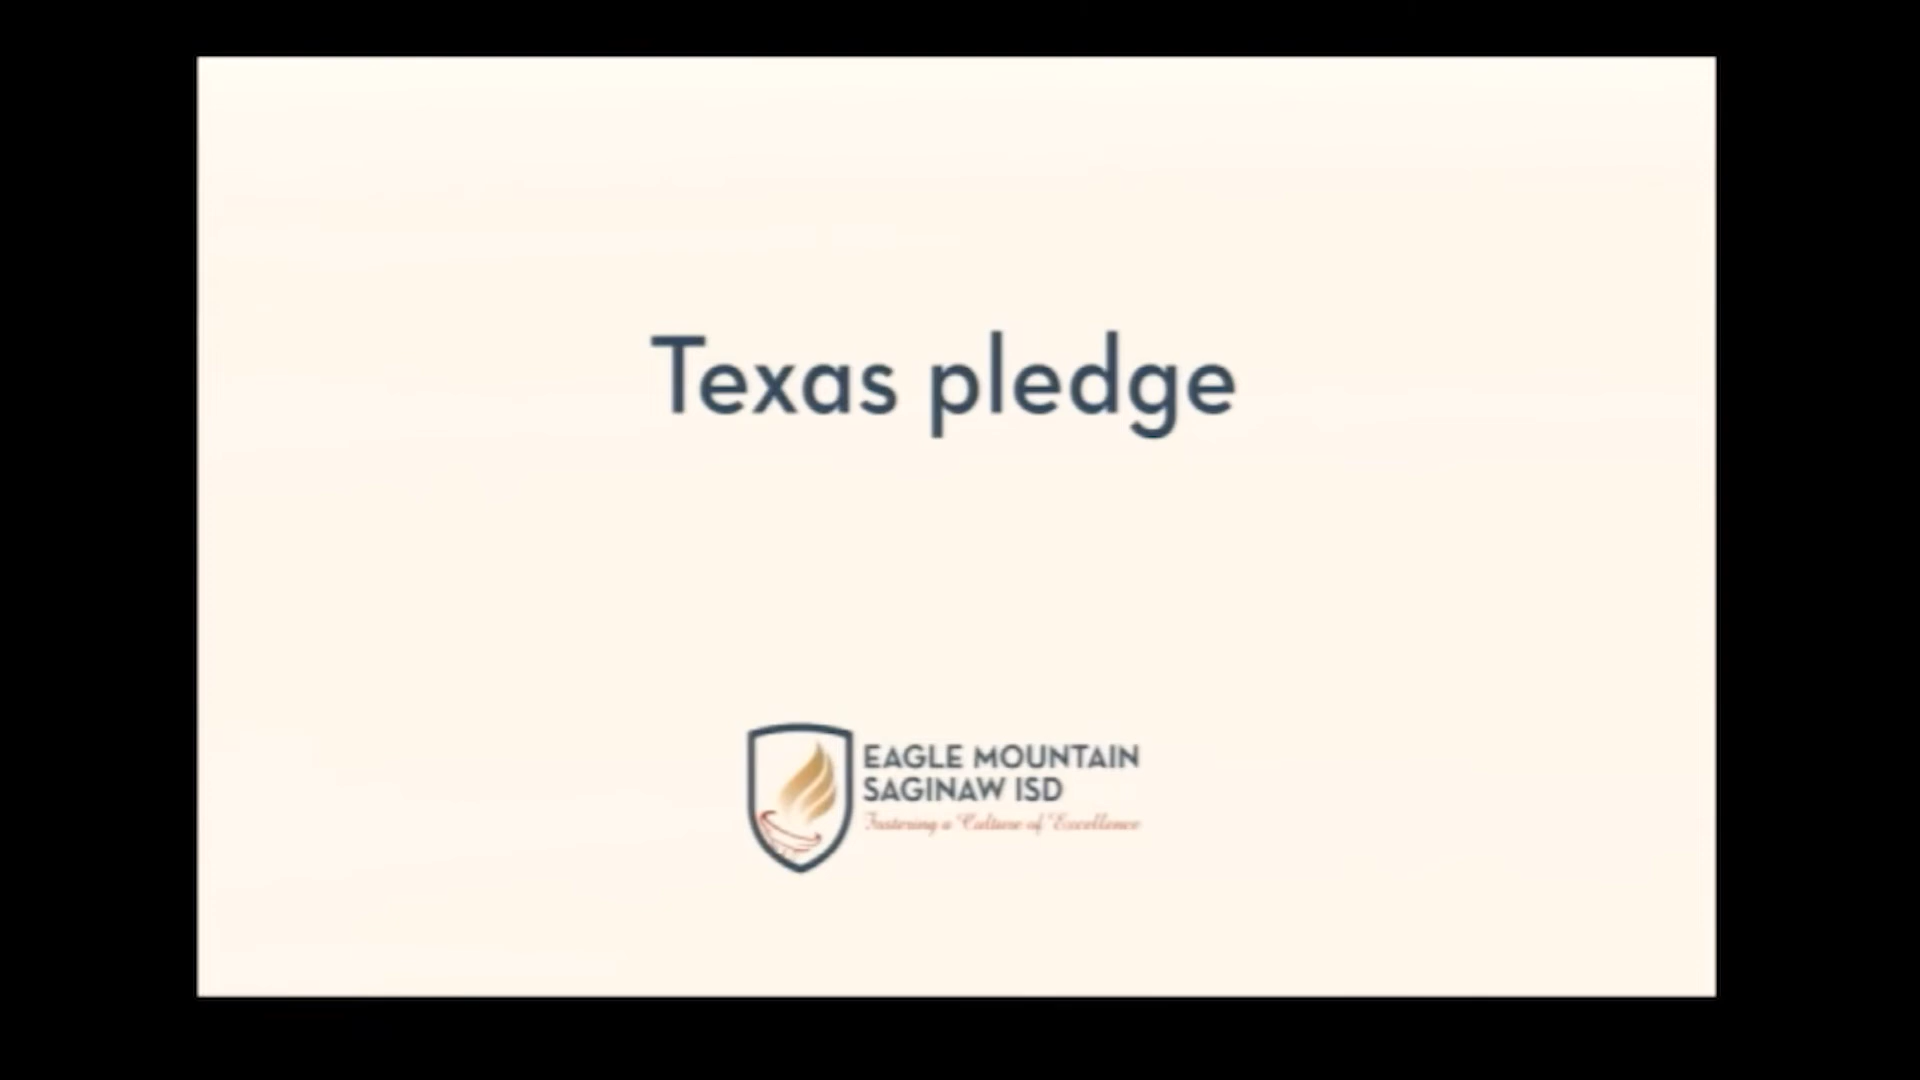 Texas pledge
EAGLE MOUNTAIN
SAGINAW ISD
Fostering a Culture of Excellence